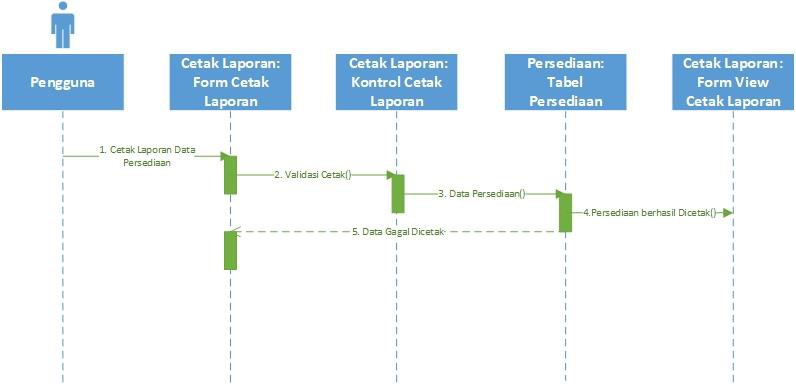 Pengguna
Cetak Laporan:
Form Cetak
Laporan
Cetak Laporan:
Kontrol Cetak
Laporan
Persediaan:
Tabel
Persediaan
Cetak Laporan:
Form View
Cetak Laporan
1. Cetak Laporan Data
Persediaan
2. Validasi Cetak()
3. Data Persediaan()
4.Persediaan berhasil Dicetak()
5. Data Gagal Dicetak